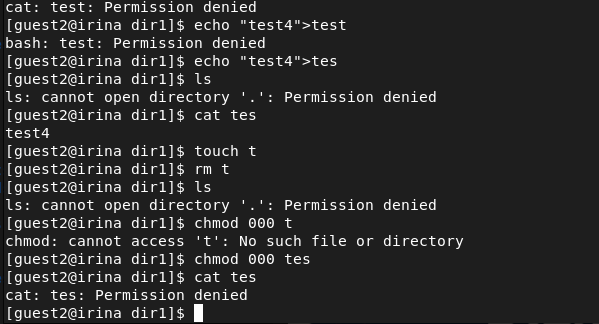 cat: test: Permission denied
[guest2@irina dir1]$ echo "test4">test
bash: test: Permission denied
[guest2@irina dir1]$ echo "test4">tes
[guest2@irina dir1]$ ls
ls: cannot open directory '.': Permission denied
[guest2@irina dir1]$ cat tes
test4
[guest2@irina dir1]$ touch t
[guest2@irina dir1]$ rm t
[guest2@irina dir1]$ ls
ls: cannot open directory '.': Permission denied
[guest2@irina dir1]$ chmod 000 t
chmod: cannot access 't': No such file or directory
[guest2@irina dir1]$ chmod 000 tes
[guest2@irina dir1]$ cat tes
cat: tes: Permission denied
[guest2@irina dir1]$